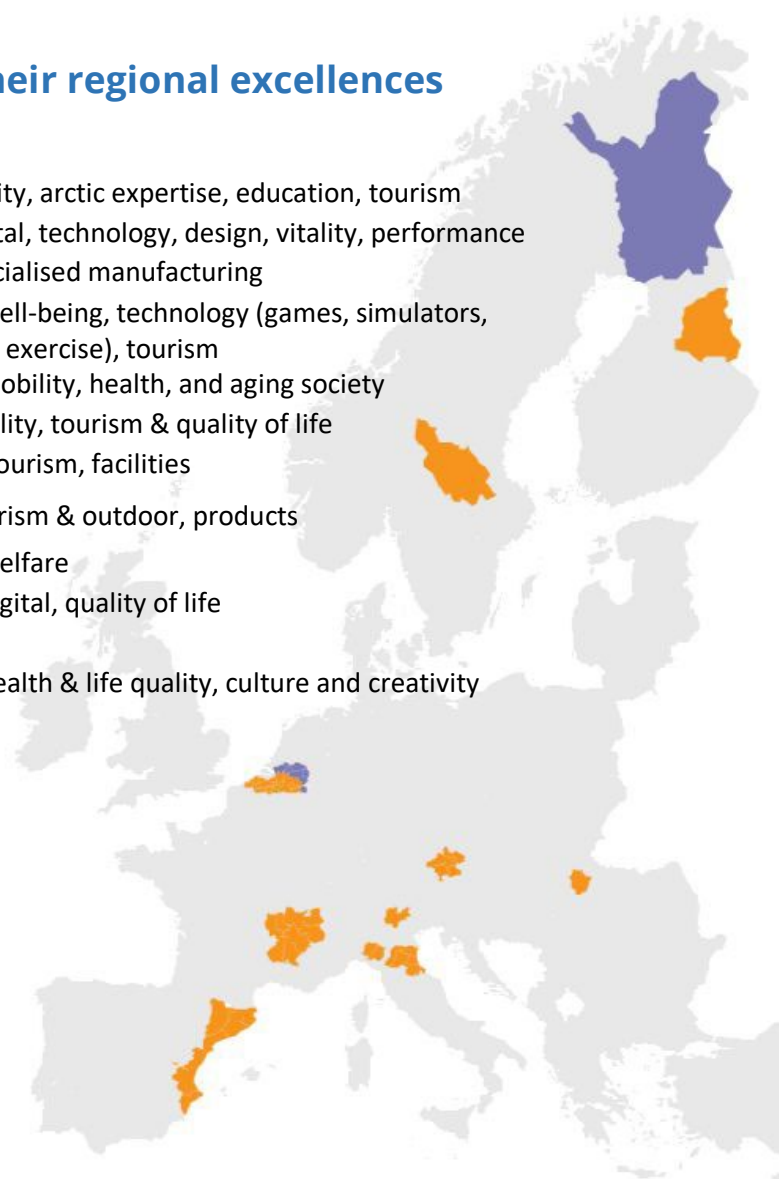 heir regional excellences
ity, arctic expertise, education, tourism
tal, technology, design, vitality, performance
cialised manufacturing
ell-being, technology (games, simulators,
exercise), tourism
obility, health, and aging society
lity, tourism & quality of life
ourism, facilities
rism & outdoor, products
elfare
gital, quality of life
ealth & life quality, culture and creativity